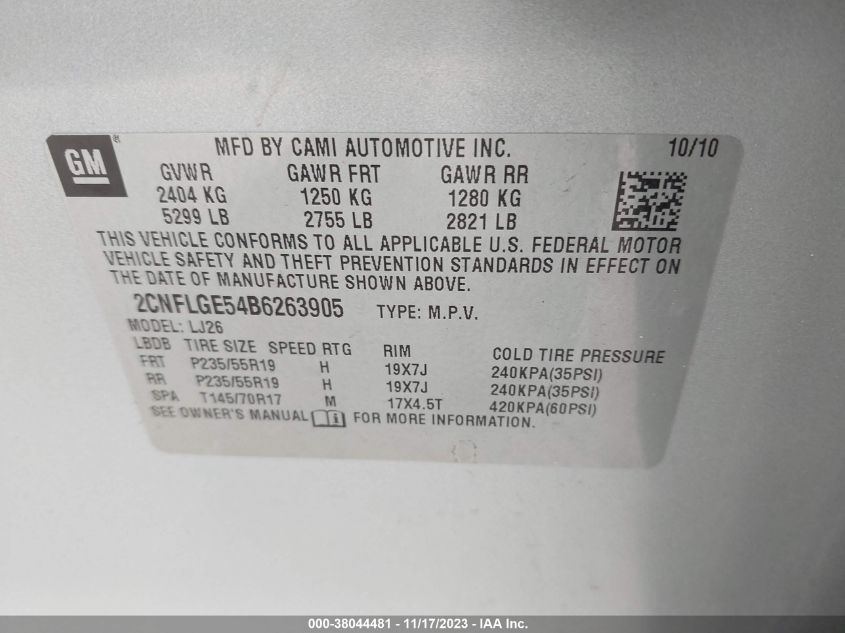 GM® MFD BY CAMI AUTOMOTIVE INC. 10/10
GVWR GAWR FRT GAWR RR
2404 KG 1250 KG 1280 KG
5299 LB 2755 LB 2821 LB
THIS VEHICLE CONFORMS TO ALL APPLICABLE U.S. FEDERAL MOTOR
VEHICLE SAFETY AND THEFT PREVENTION STANDARDS IN EFFECT ON
THE DATE OF MANUFACTURE SHOWN ABOVE.
2CNFLGE54B6263905 TYPE: M.P.V.
MODEL: LJ26
LBDB TIRE SIZE SPEED RTG RIM COLD TIRE PRESSURE
FRT P235/55R19 H 19X7J 240KPA(35PSI)
RR P235/55R19 H 19X7J 240KPA(35PSI)
SPA T145/70R17 M 17X4.5T 420KPA(60PSI)
SEE OWNER'S MANUAL FOR MORE INFORMATION.
000-38044481 - 11/17/2023 - IAA Inc.